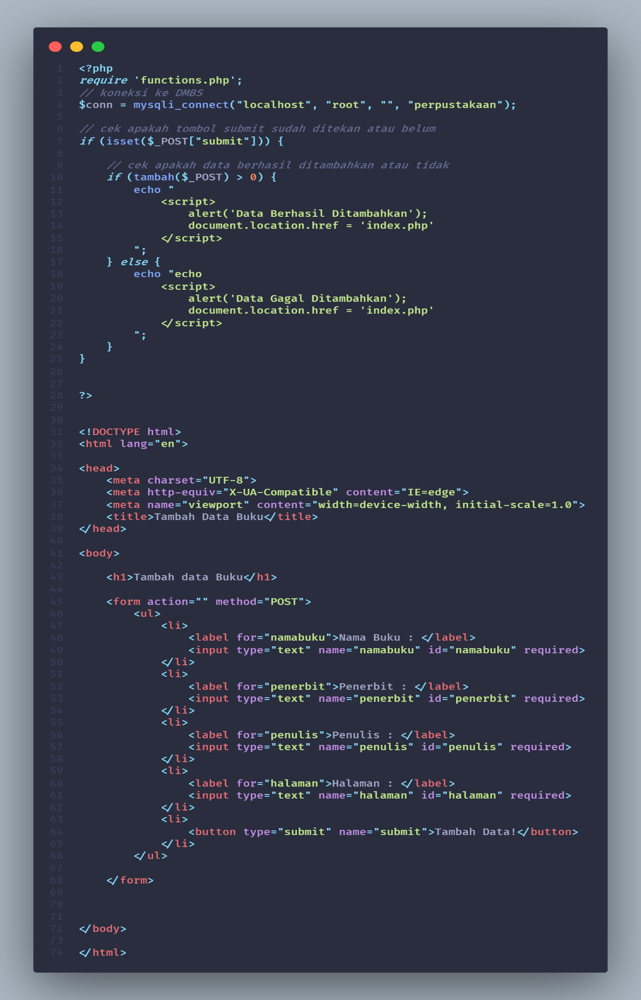 1 <?php
2 require 'functions.php';
3 // koneksi ke DMBS
4 $conn = mysqli_connect("localhost", "root", "", "perpustakaan");
5
6 // cek apakah tombol submit sudah ditekan atau belum
7 if (isset($_POST["submit"])) {
8
9     // cek apakah data berhasil ditambahkan atau tidak
10     if (tambah($_POST) > 0) {
11         echo "
12             <script>
13                 alert('Data Berhasil Ditambahkan');
14                 document.location.href = 'index.php'
15             </script>
16         ";
17     } else {
18         echo "echo
19             <script>
20                 alert('Data Gagal Ditambahkan');
21                 document.location.href = 'index.php'
22             </script>
23         ";
24     }
25 }
26
27
28 ?>
29
30
31 <!DOCTYPE html>
32 <html lang="en">
33
34 <head>
35     <meta charset="UTF-8">
36     <meta http-equiv="X-UA-Compatible" content="IE=edge">
37     <meta name="viewport" content="width=device-width, initial-scale=1.0">
38     <title>Tambah Data Buku</title>
39 </head>
40
41 <body>
42
43     <h1>Tambah data Buku</h1>
44
45     <form action="" method="POST">
46         <ul>
47             <li>
48                 <label for="namabuku">Nama Buku : </label>
49                 <input type="text" name="namabuku" id="namabuku" required>
50             </li>
51             <li>
52                 <label for="penerbit">Penerbit : </label>
53                 <input type="text" name="penerbit" id="penerbit" required>
54             </li>
55             <li>
56                 <label for="penulis">Penulis : </label>
57                 <input type="text" name="penulis" id="penulis" required>
58             </li>
59             <li>
60                 <label for="halaman">Halaman : </label>
61                 <input type="text" name="halaman" id="halaman" required>
62             </li>
63             <li>
64                 <button type="submit" name="submit">Tambah Data!</button>
65             </li>
66         </ul>
67
68     </form>
69
70
71
72 </body>
73
74 </html>